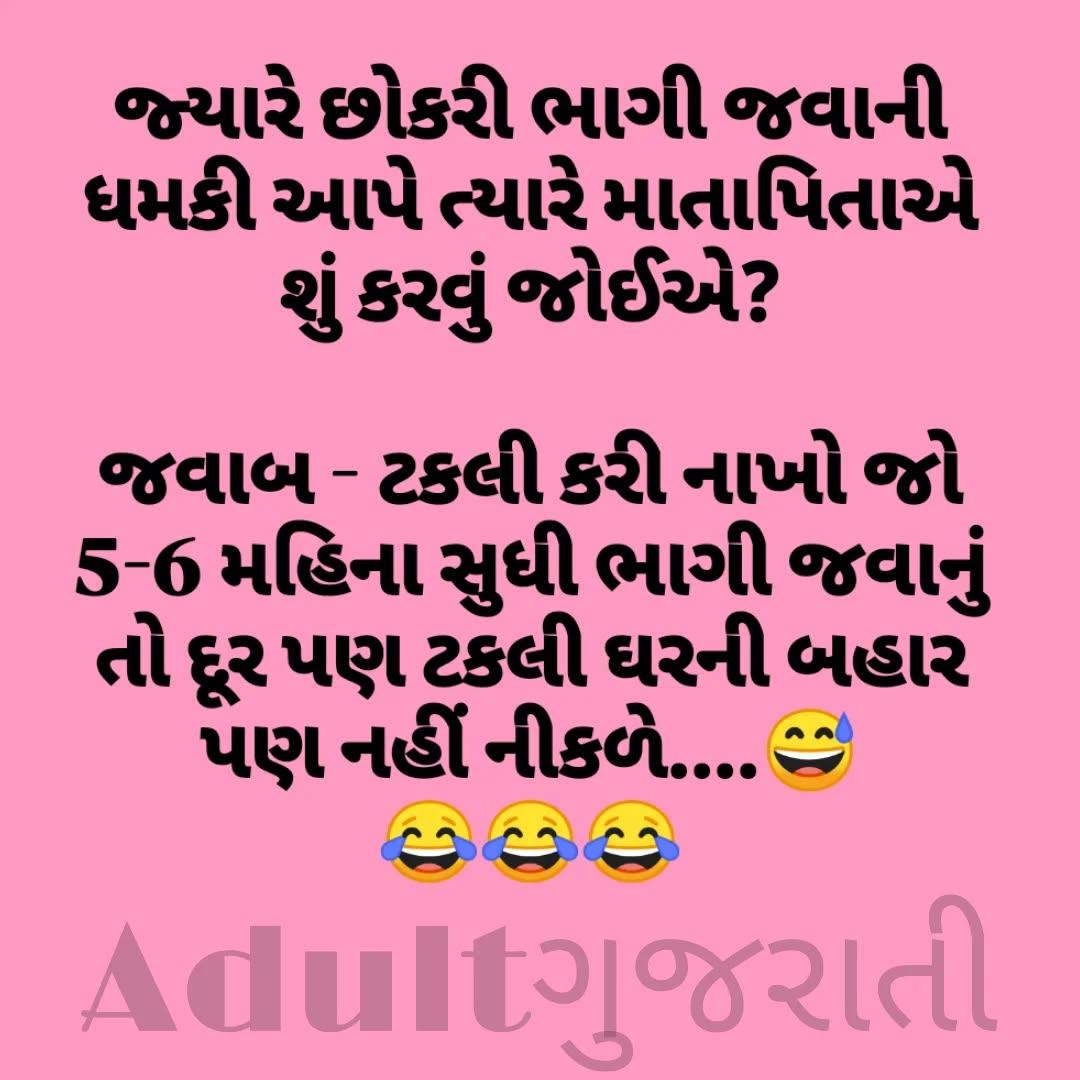 જ્યારે છોકરી ભાગી જવાની
ધમકી આપે ત્યારે માતાપિતાએ
શું કરવું જોઈએ?
જવાબ - ટકલી કરી નાખો જો
5-6 મહિના સુધી ભાગી જવાનું
તો દૂર પણ ટકલી ઘરની બહાર
પણ નહીં નીકળે....😅
😂😂😂
Adultગુજરાતી